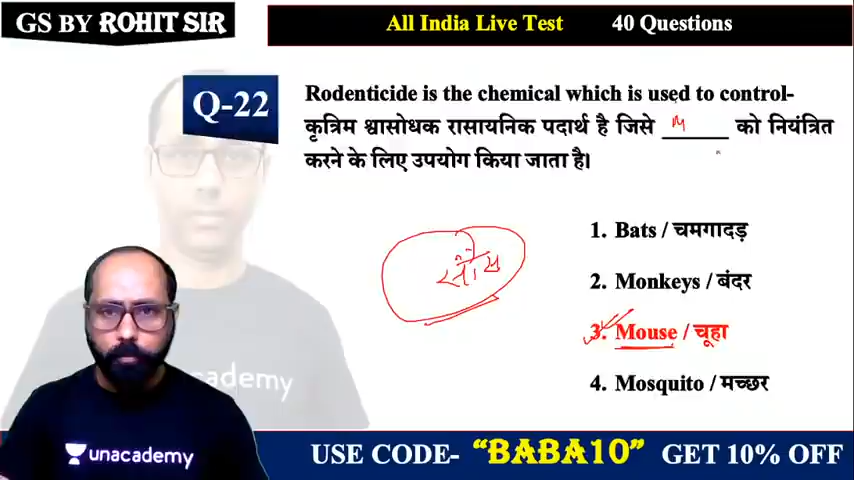 GS BY ROHIT SIR
All India Live Test 40 Questions
Q-22
Rodenticide is the chemical which is used to control-
कृत्रिम श्वासोधक रासायनिक पदार्थ है जिसे ______ को नियंत्रित
करने के लिए उपयोग किया जाता है।
1. Bats / चमगादड़
2. Monkeys / बंदर
3. Mouse / चूहा
4. Mosquito / मच्छर
unacademy
USE CODE- “BABA10” GET 10% OFF